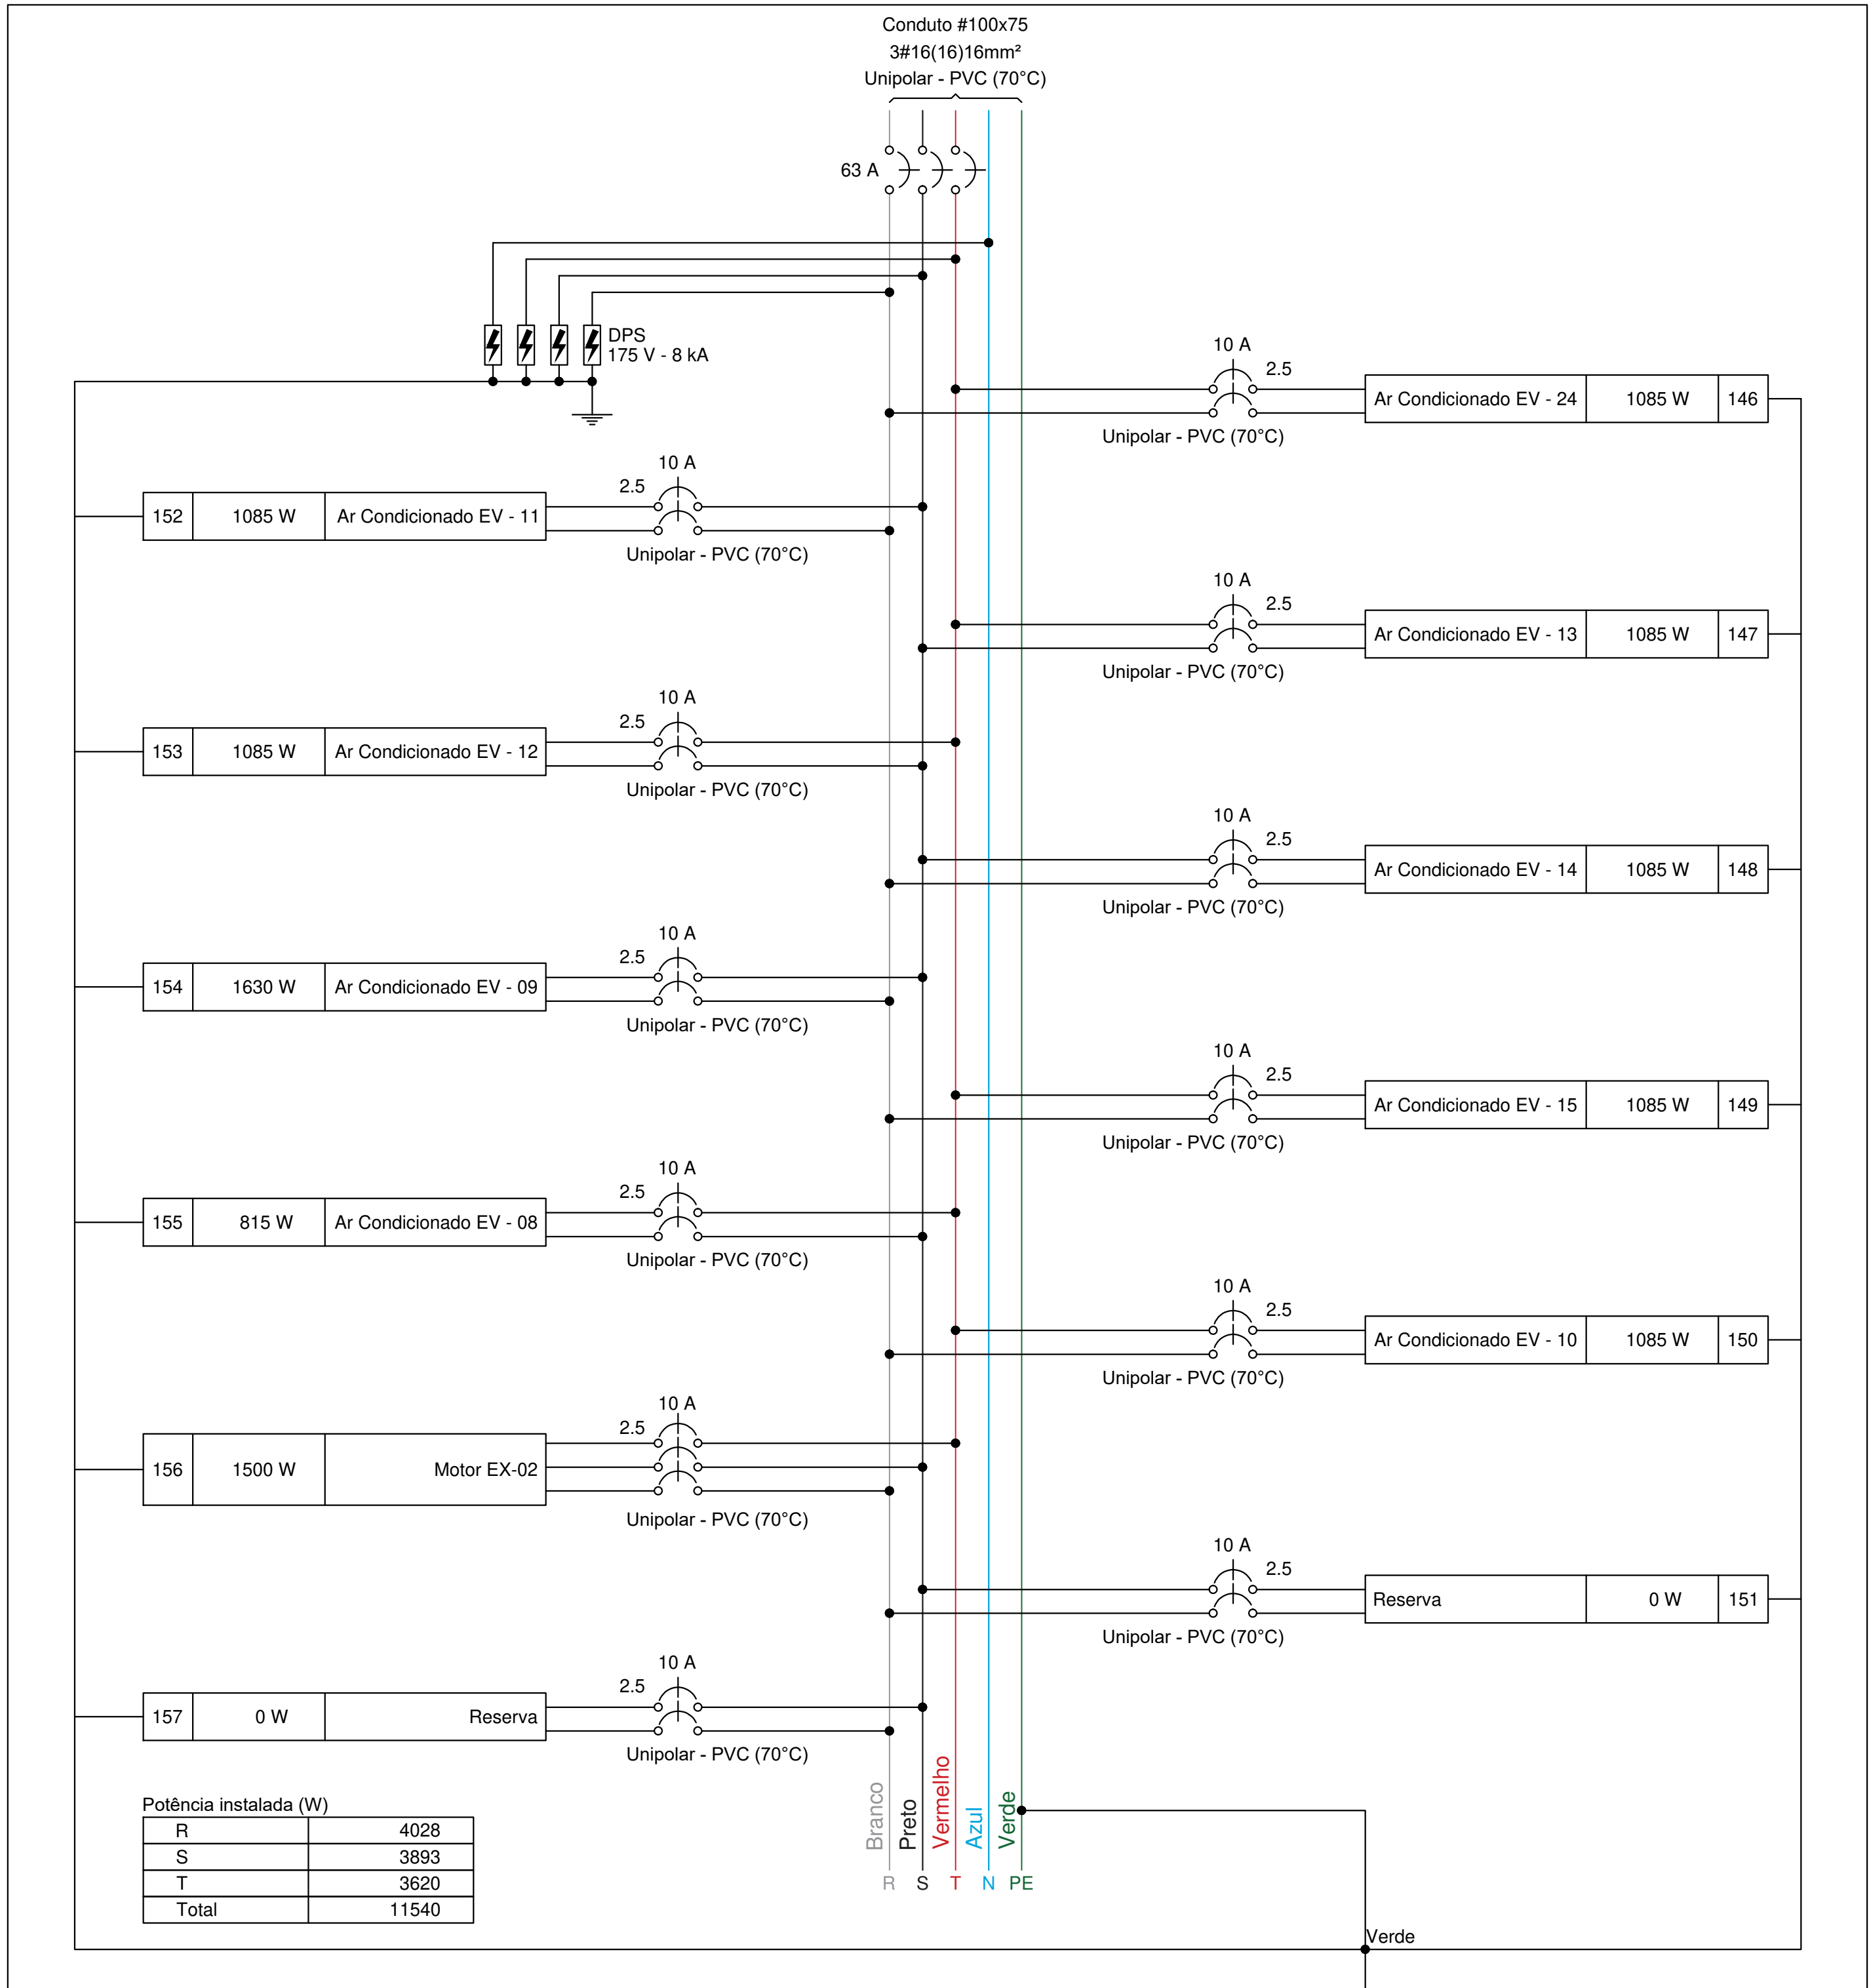 Conduto #100x75
3#16(16)16mm²
Unipolar - PVC (70°C)
63 A
DPS
175 V - 8 kA
10 A
2.5
Ar Condicionado EV - 24 1085 W 146
Unipolar - PVC (70°C)
10 A
2.5
152 1085 W Ar Condicionado EV - 11
Unipolar - PVC (70°C)
10 A
2.5
Ar Condicionado EV - 13 1085 W 147
Unipolar - PVC (70°C)
10 A
2.5
153 1085 W Ar Condicionado EV - 12
Unipolar - PVC (70°C)
10 A
2.5
Ar Condicionado EV - 14 1085 W 148
Unipolar - PVC (70°C)
10 A
2.5
154 1630 W Ar Condicionado EV - 09
Unipolar - PVC (70°C)
10 A
2.5
Ar Condicionado EV - 15 1085 W 149
Unipolar - PVC (70°C)
10 A
2.5
155 815 W Ar Condicionado EV - 08
Unipolar - PVC (70°C)
10 A
2.5
Ar Condicionado EV - 10 1085 W 150
Unipolar - PVC (70°C)
10 A
2.5
156 1500 W Motor EX-02
Unipolar - PVC (70°C)
10 A
2.5
Reserva 0 W 151
Unipolar - PVC (70°C)
10 A
2.5
157 0 W Reserva
Unipolar - PVC (70°C)
Branco
Preto
Vermelho
Azul
Verde
R S T N PE
Potência instalada (W)
R 4028
S 3893
T 3620
Total 11540
Verde